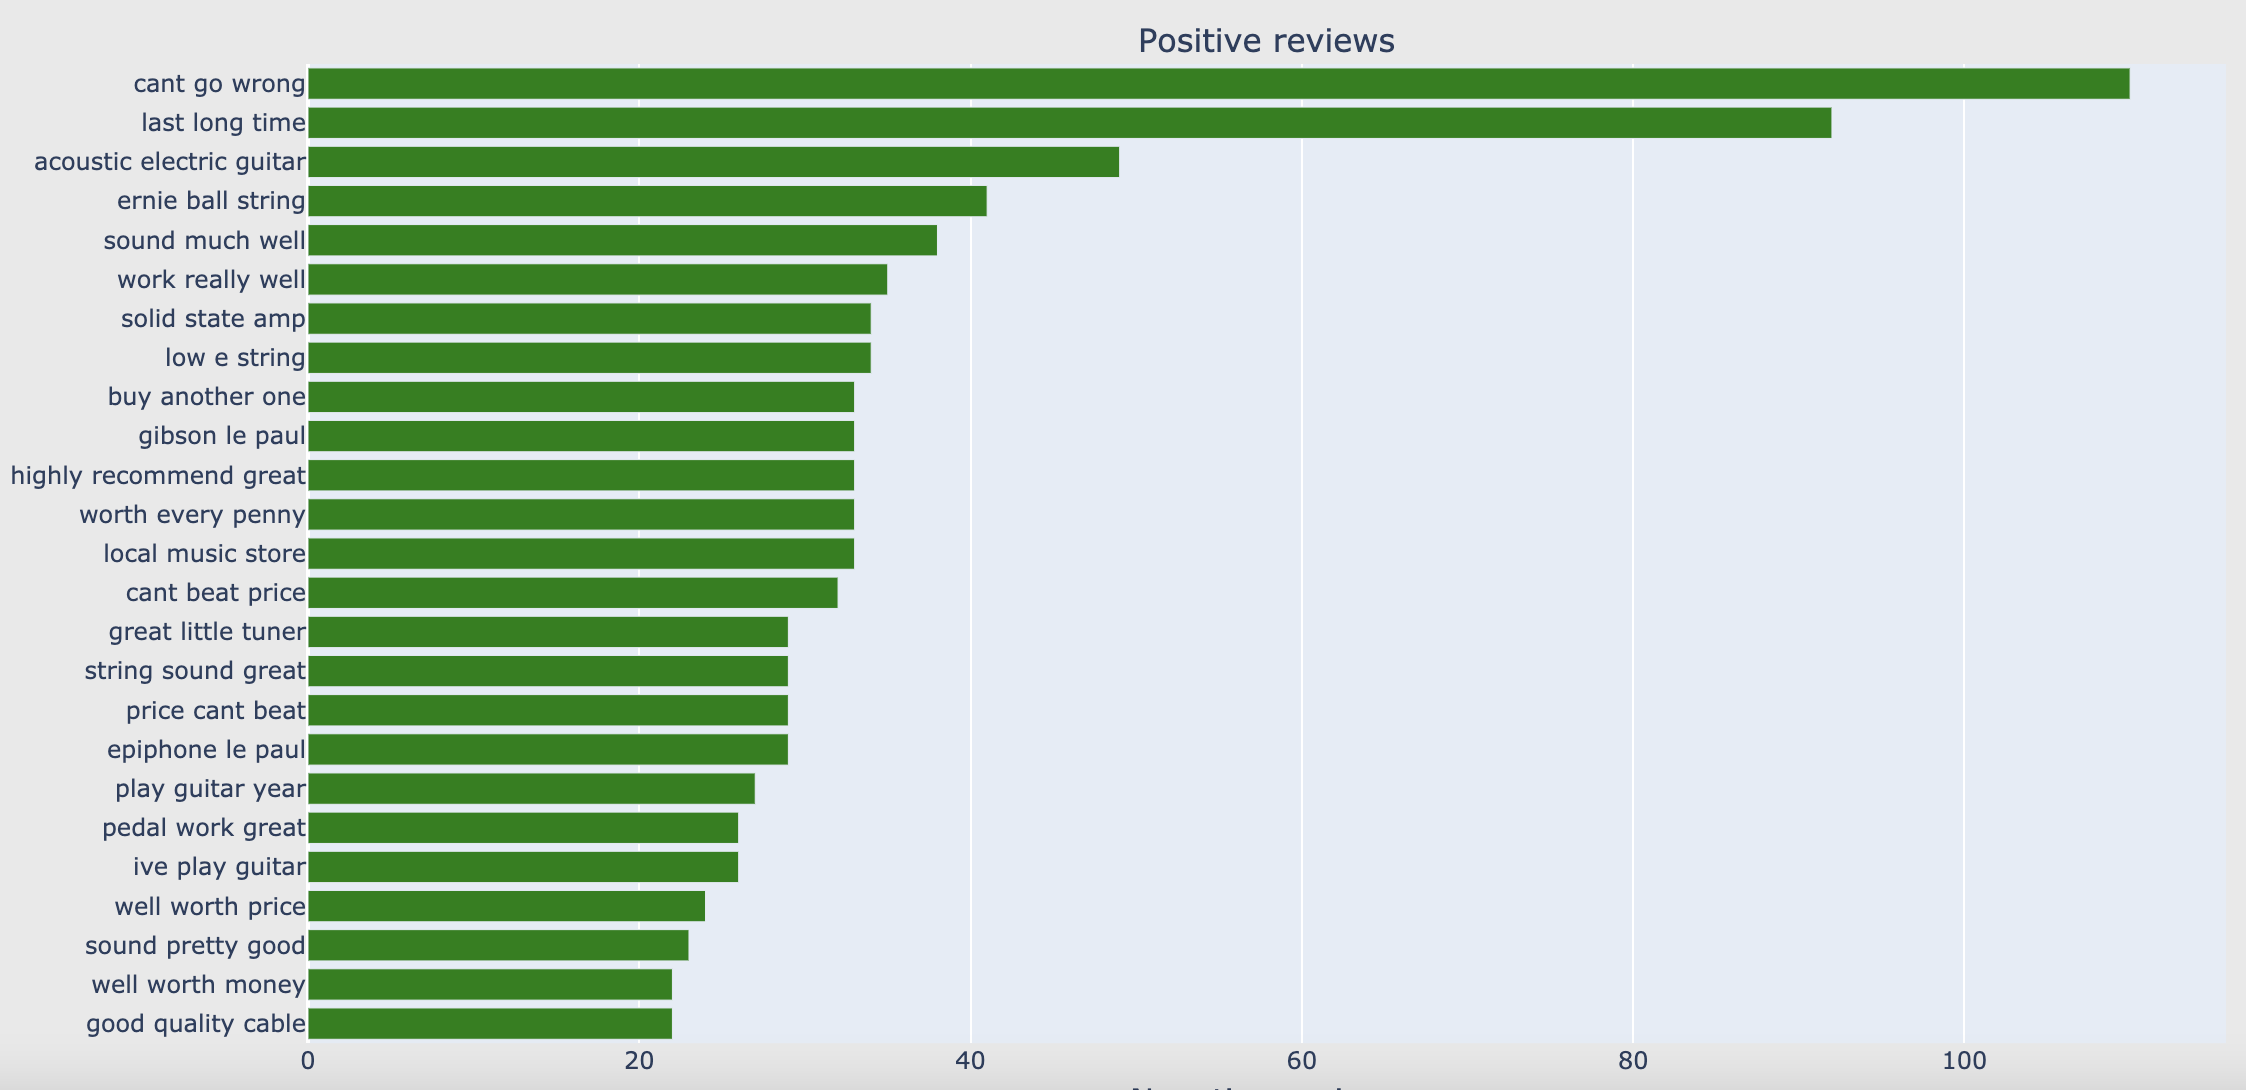 Positive reviews
cant go wrong
last long time
acoustic electric guitar
ernie ball string
sound much well
work really well
solid state amp
low e string
buy another one
gibson le paul
highly recommend great
worth every penny
local music store
cant beat price
great little tuner
string sound great
price cant beat
epiphone le paul
play guitar year
pedal work great
ive play guitar
well worth price
sound pretty good
well worth money
good quality cable
0 20 40 60 80 100